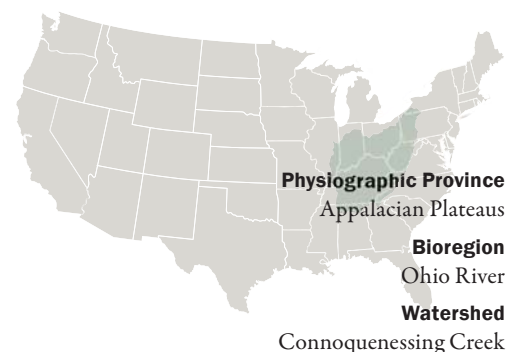 Physiographic Province
Appalacian Plateaus
Bioregion
Ohio River
Watershed
Connoquenessing Creek